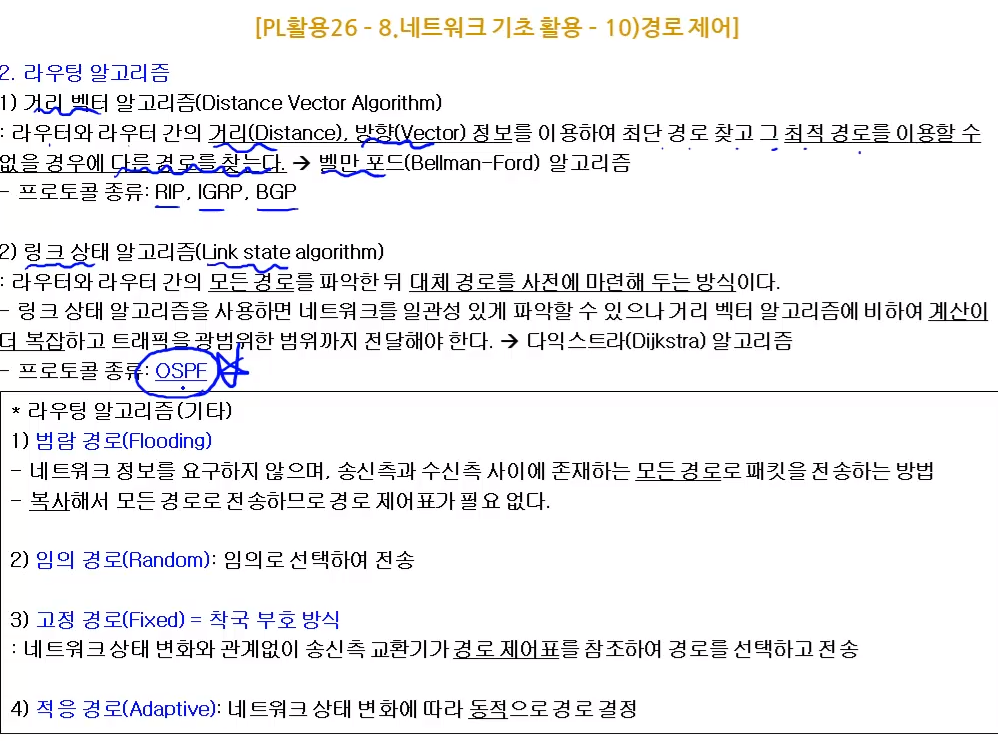 [PL활용26 - 8.네트워크 기초 활용 - 10)경로 제어]
2. 라우팅 알고리즘
1) 거리 벡터 알고리즘(Distance Vector Algorithm)
: 라우터와 라우터 간의 거리(Distance), 방향(Vector) 정보를 이용하여 최단 경로 찾고 그 최적 경로를 이용할 수
없을 경우에 다른 경로를 찾는다. → 벨만 포드(Bellman-Ford) 알고리즘
- 프로토콜 종류: RIP, IGRP, BGP
2) 링크 상태 알고리즘(Link state algorithm)
: 라우터와 라우터 간의 모든 경로를 파악한 뒤 대체 경로를 사전에 마련해 두는 방식이다.
- 링크 상태 알고리즘을 사용하면 네트워크를 일관성 있게 파악할 수 있으나 거리 벡터 알고리즘에 비하여 계산이
더 복잡하고 트래픽을 광범위한 범위까지 전달해야 한다. → 다익스트라(Dijkstra) 알고리즘
- 프로토콜 종류: OSPF
* 라우팅 알고리즘(기타)
1) 범람 경로(Flooding)
- 네트워크 정보를 요구하지 않으며, 송신측과 수신측 사이에 존재하는 모든 경로로 패킷을 전송하는 방법
- 복사해서 모든 경로로 전송하므로 경로 제어표가 필요 없다.
2) 임의 경로(Random): 임의로 선택하여 전송
3) 고정 경로(Fixed) = 착국 부호 방식
: 네트워크 상태 변화와 관계없이 송신측 교환기가 경로 제어표를 참조하여 경로를 선택하고 전송
4) 적응 경로(Adaptive): 네트워크 상태 변화에 따라 동적으로 경로 결정